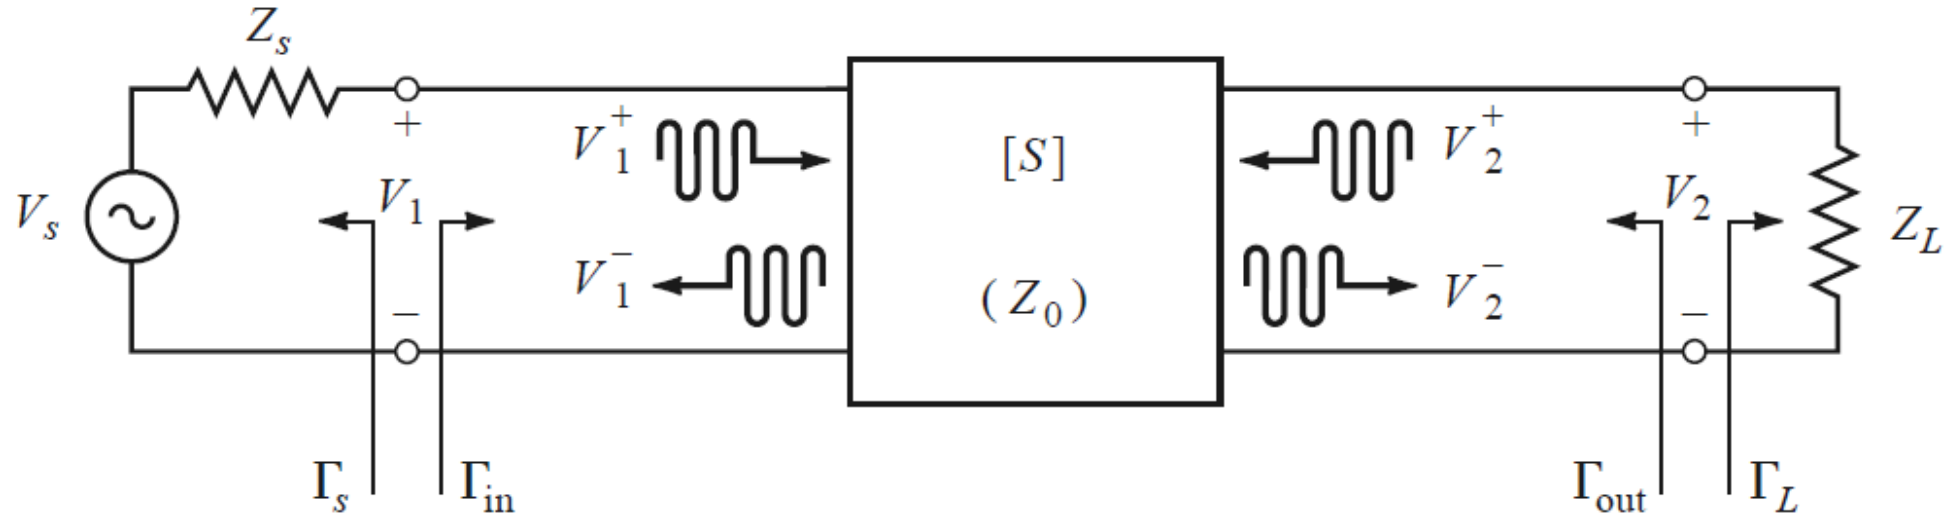 Z_s
V_s
+
V_1
−
V_1^+
V_1^-
[S]
(Z_0)
V_2^+
V_2^-
+
V_2
−
Z_L
Γ_s
Γ_in
Γ_out
Γ_L